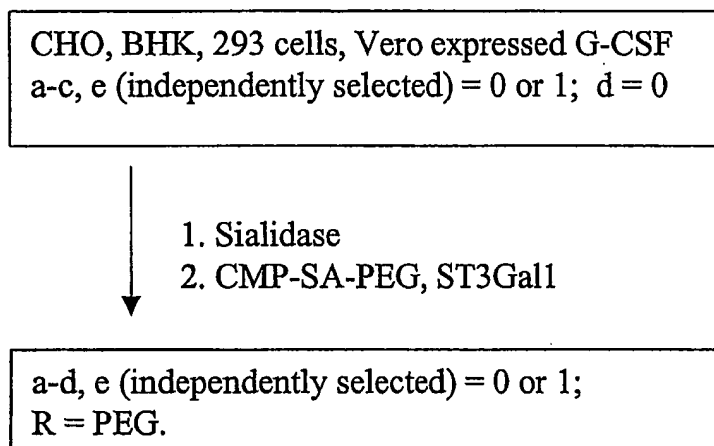 CHO, BHK, 293 cells, Vero expressed G-CSF
a-c, e (independently selected) = 0 or 1; d = 0
1. Sialidase
2. CMP-SA-PEG, ST3Gal1
a-d, e (independently selected) = 0 or 1;
R = PEG.